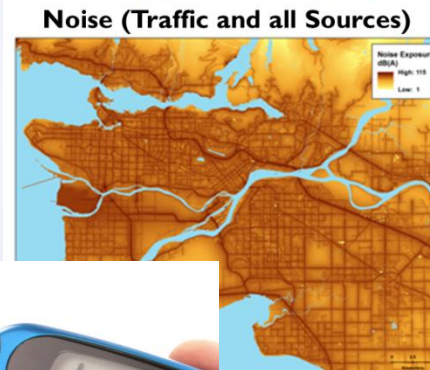 Noise (Traffic and all Sources)
Noise Exposur
dB(A)
High: 115
Low: 1